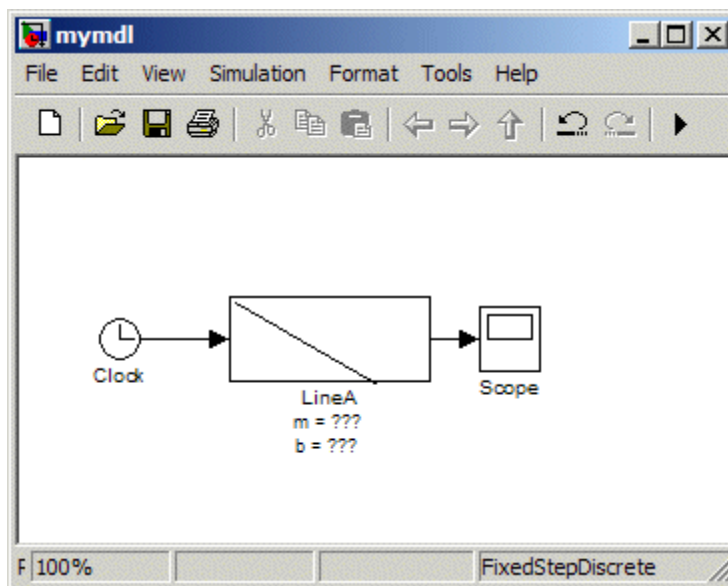 mymdl
File Edit View Simulation Format Tools Help
Clock
LineA
m = ???
b = ???
Scope
F 100% FixedStepDiscrete